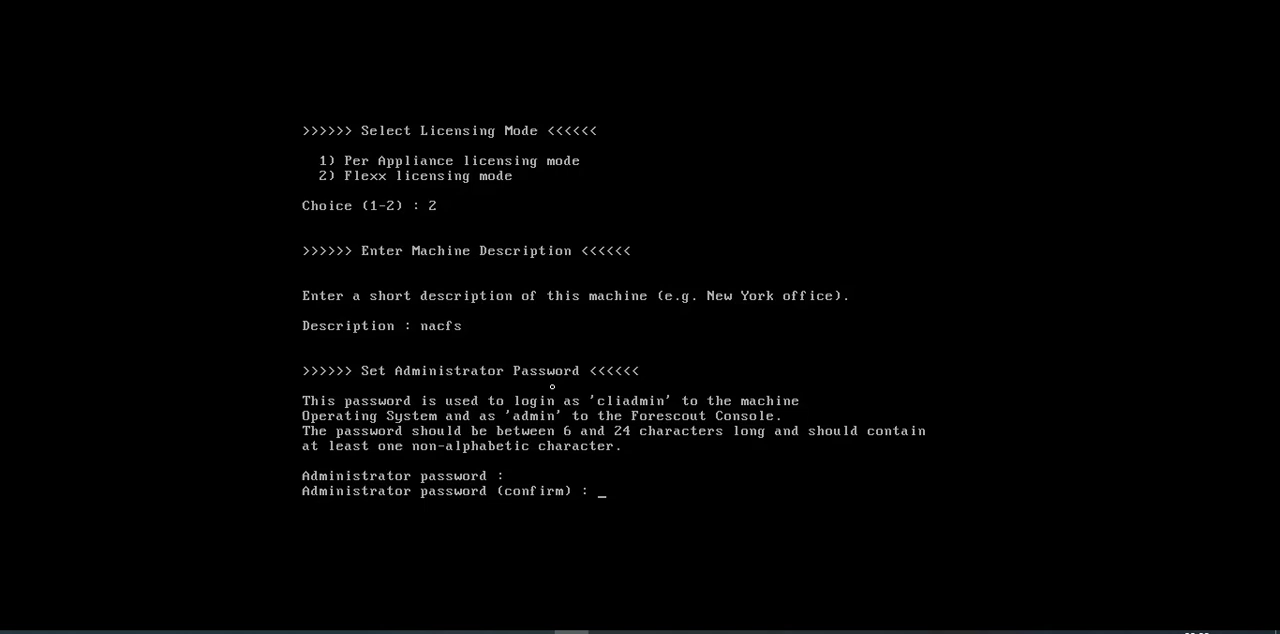 >>>>>> Select Licensing Mode <<<<<<
1) Per Appliance licensing mode
2) Flexx licensing mode
Choice (1-2) : 2
>>>>>> Enter Machine Description <<<<<<
Enter a short description of this machine (e.g. New York office).
Description : nacfs
>>>>>> Set Administrator Password <<<<<<
This password is used to login as 'cliadmin' to the machine
Operating System and as 'admin' to the Forescout Console.
The password should be between 6 and 24 characters long and should contain
at least one non-alphabetic character.
Administrator password :
Administrator password (confirm) : _